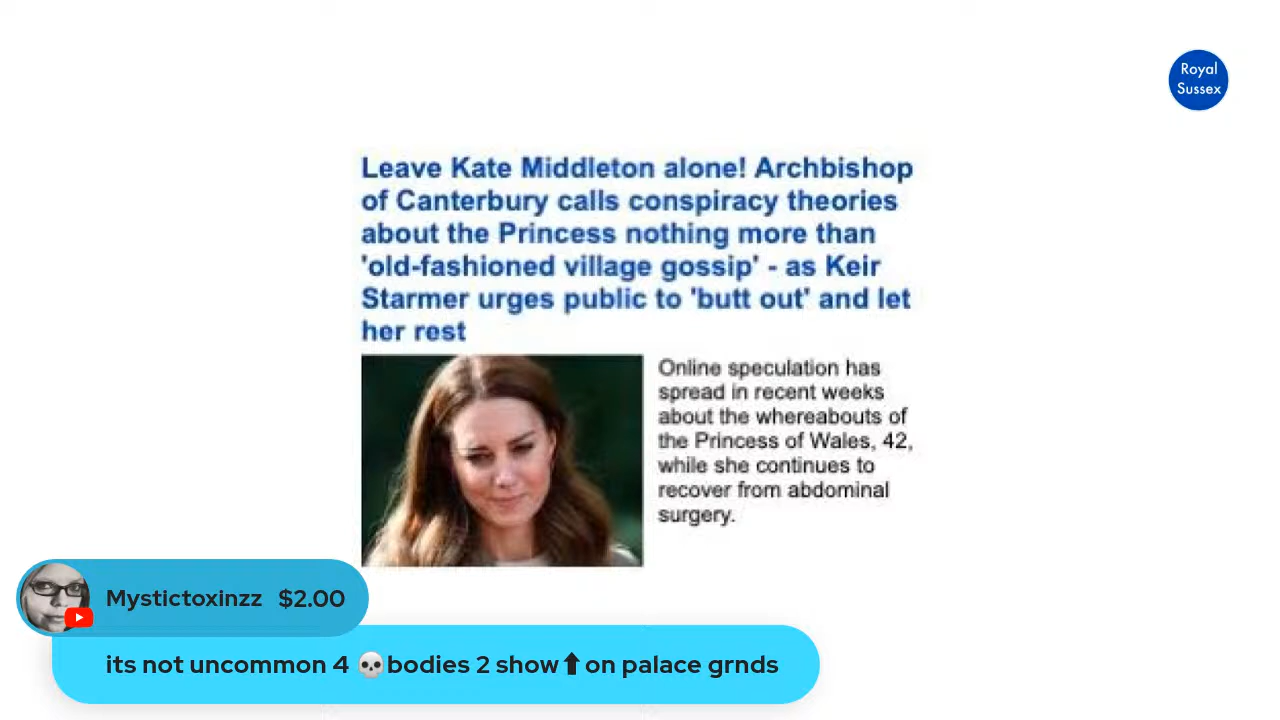 Royal
Sussex
Leave Kate Middleton alone! Archbishop
of Canterbury calls conspiracy theories
about the Princess nothing more than
'old-fashioned village gossip' - as Keir
Starmer urges public to 'butt out' and let
her rest
Online speculation has
spread in recent weeks
about the whereabouts of
the Princess of Wales, 42,
while she continues to
recover from abdominal
surgery.
Mystictoxinzz $2.00
its not uncommon 4 💀bodies 2 show⬆on palace grnds